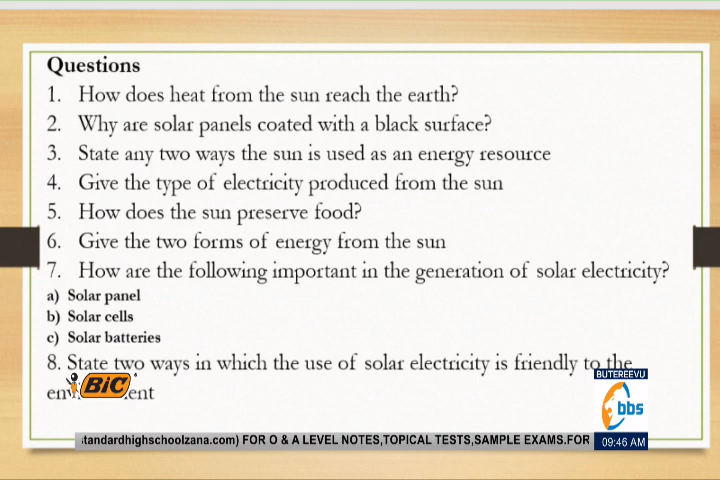 Questions
1. How does heat from the sun reach the earth?
2. Why are solar panels coated with a black surface?
3. State any two ways the sun is used as an energy resource
4. Give the type of electricity produced from the sun
5. How does the sun preserve food?
6. Give the two forms of energy from the sun
7. How are the following important in the generation of solar electricity?
a) Solar panel
b) Solar cells
c) Solar batteries
8. State two ways in which the use of solar electricity is friendly to the
BUTEREEVU
BiC
bbs
tandardhighschoolzana.com) FOR O & A LEVEL NOTES,TOPICAL TESTS,SAMPLE EXAMS.FOR
09:46 AM